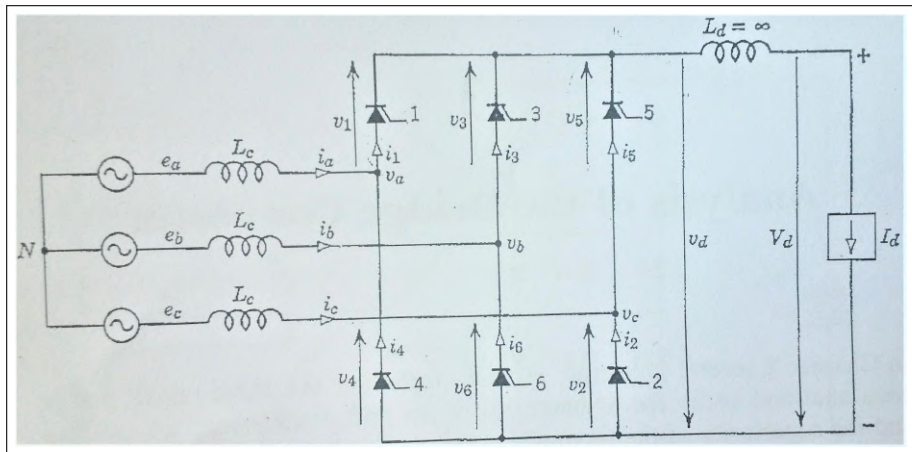 L_d = ∞
+
1
3
5
v_1
v_3
v_5
i_1
i_3
i_5
e_a
L_c
i_a
v_a
e_b
L_c
i_b
v_b
N
v_d
V_d
I_d
e_c
L_c
i_c
v_c
i_4
i_6
i_2
v_4
4
v_6
6
v_2
2
-